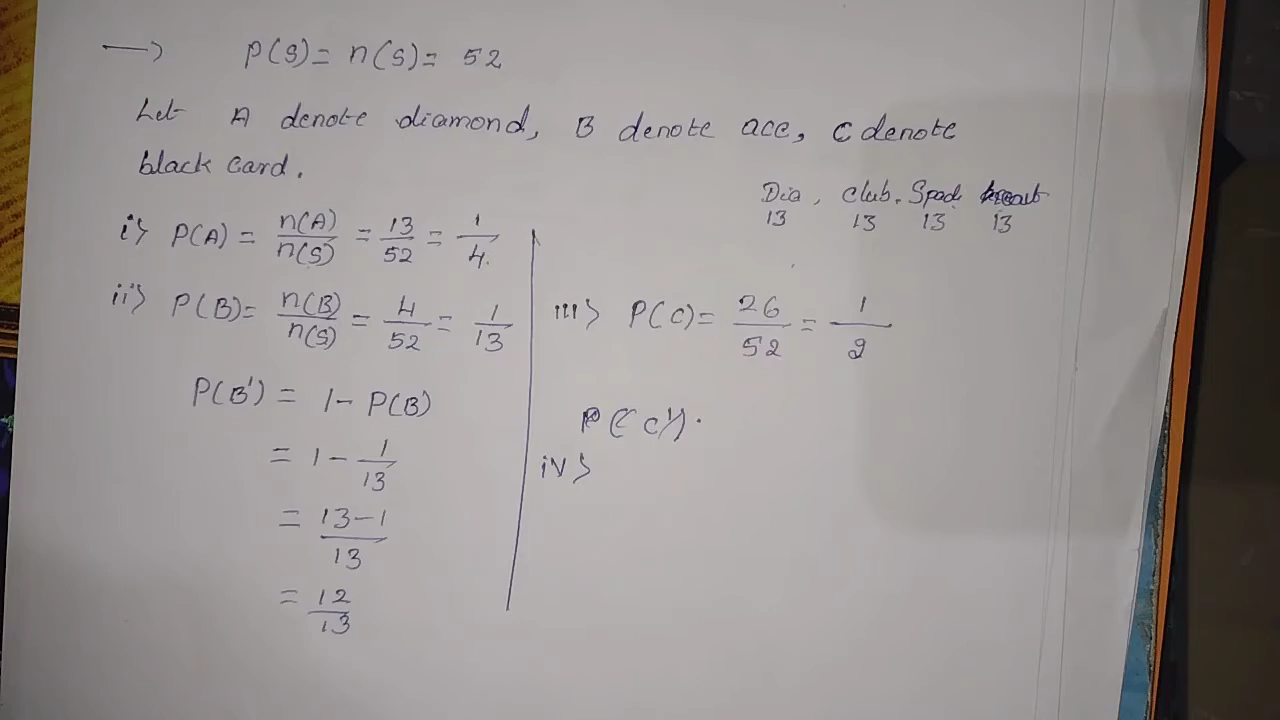 → P(S) = n(S) = 52
Let A denote diamond, B denote ace, C denote
black card.
Dia, Club. Spad
13 13 13 13
i> P(A) = n(A)/n(S) = 13/52 = 1/4.
ii> P(B) = n(B)/n(S) = 4/52 = 1/13
P(B') = 1 - P(B)
= 1 - 1/13
= 13-1/13
= 12/13
iii> P(C) = 26/52 = 1/2
P(C').
iv>